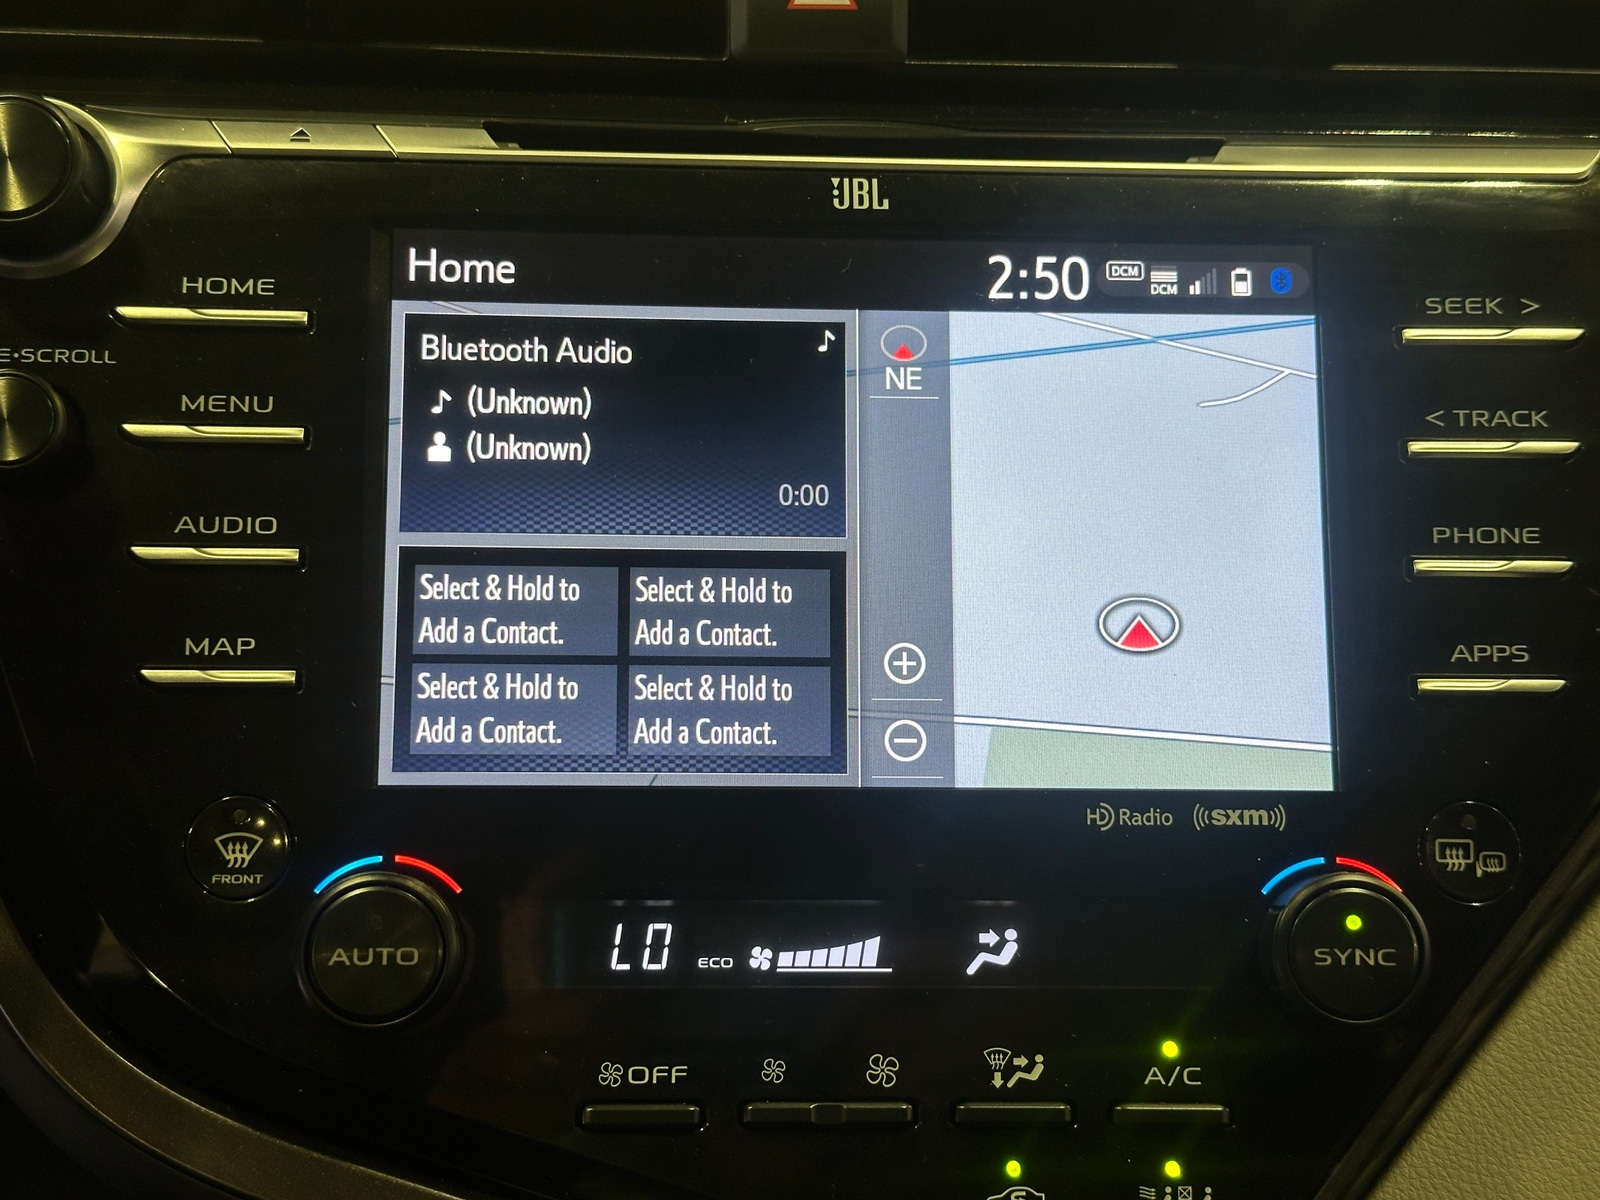 JBL
Home
2:50
DCM
DCM
HOME
E•SCROLL
MENU
AUDIO
MAP
Bluetooth Audio
(Unknown)
(Unknown)
0:00
Select & Hold to
Add a Contact.
Select & Hold to
Add a Contact.
Select & Hold to
Add a Contact.
Select & Hold to
Add a Contact.
NE
SEEK >
< TRACK
PHONE
APPS
HD Radio
((( sxm )))
FRONT
AUTO
LO
ECO
SYNC
OFF
A/C